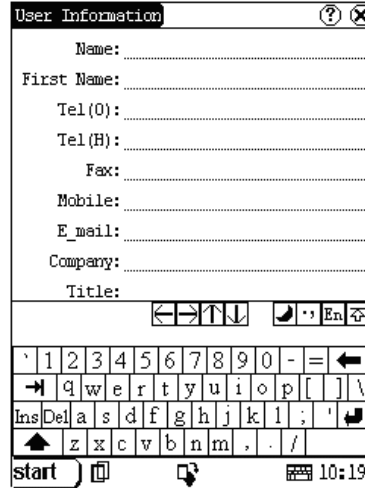 User Information ?
Name:
First Name:
Tel(O):
Tel(H):
Fax:
Mobile:
E_mail:
Company:
Title:
En
` 1 2 3 4 5 6 7 8 9 0 - =
q w e r t y u i o p [ ] \
Ins Del a s d f g h j k l ; '
z x c v b n m , . /
start 10:19